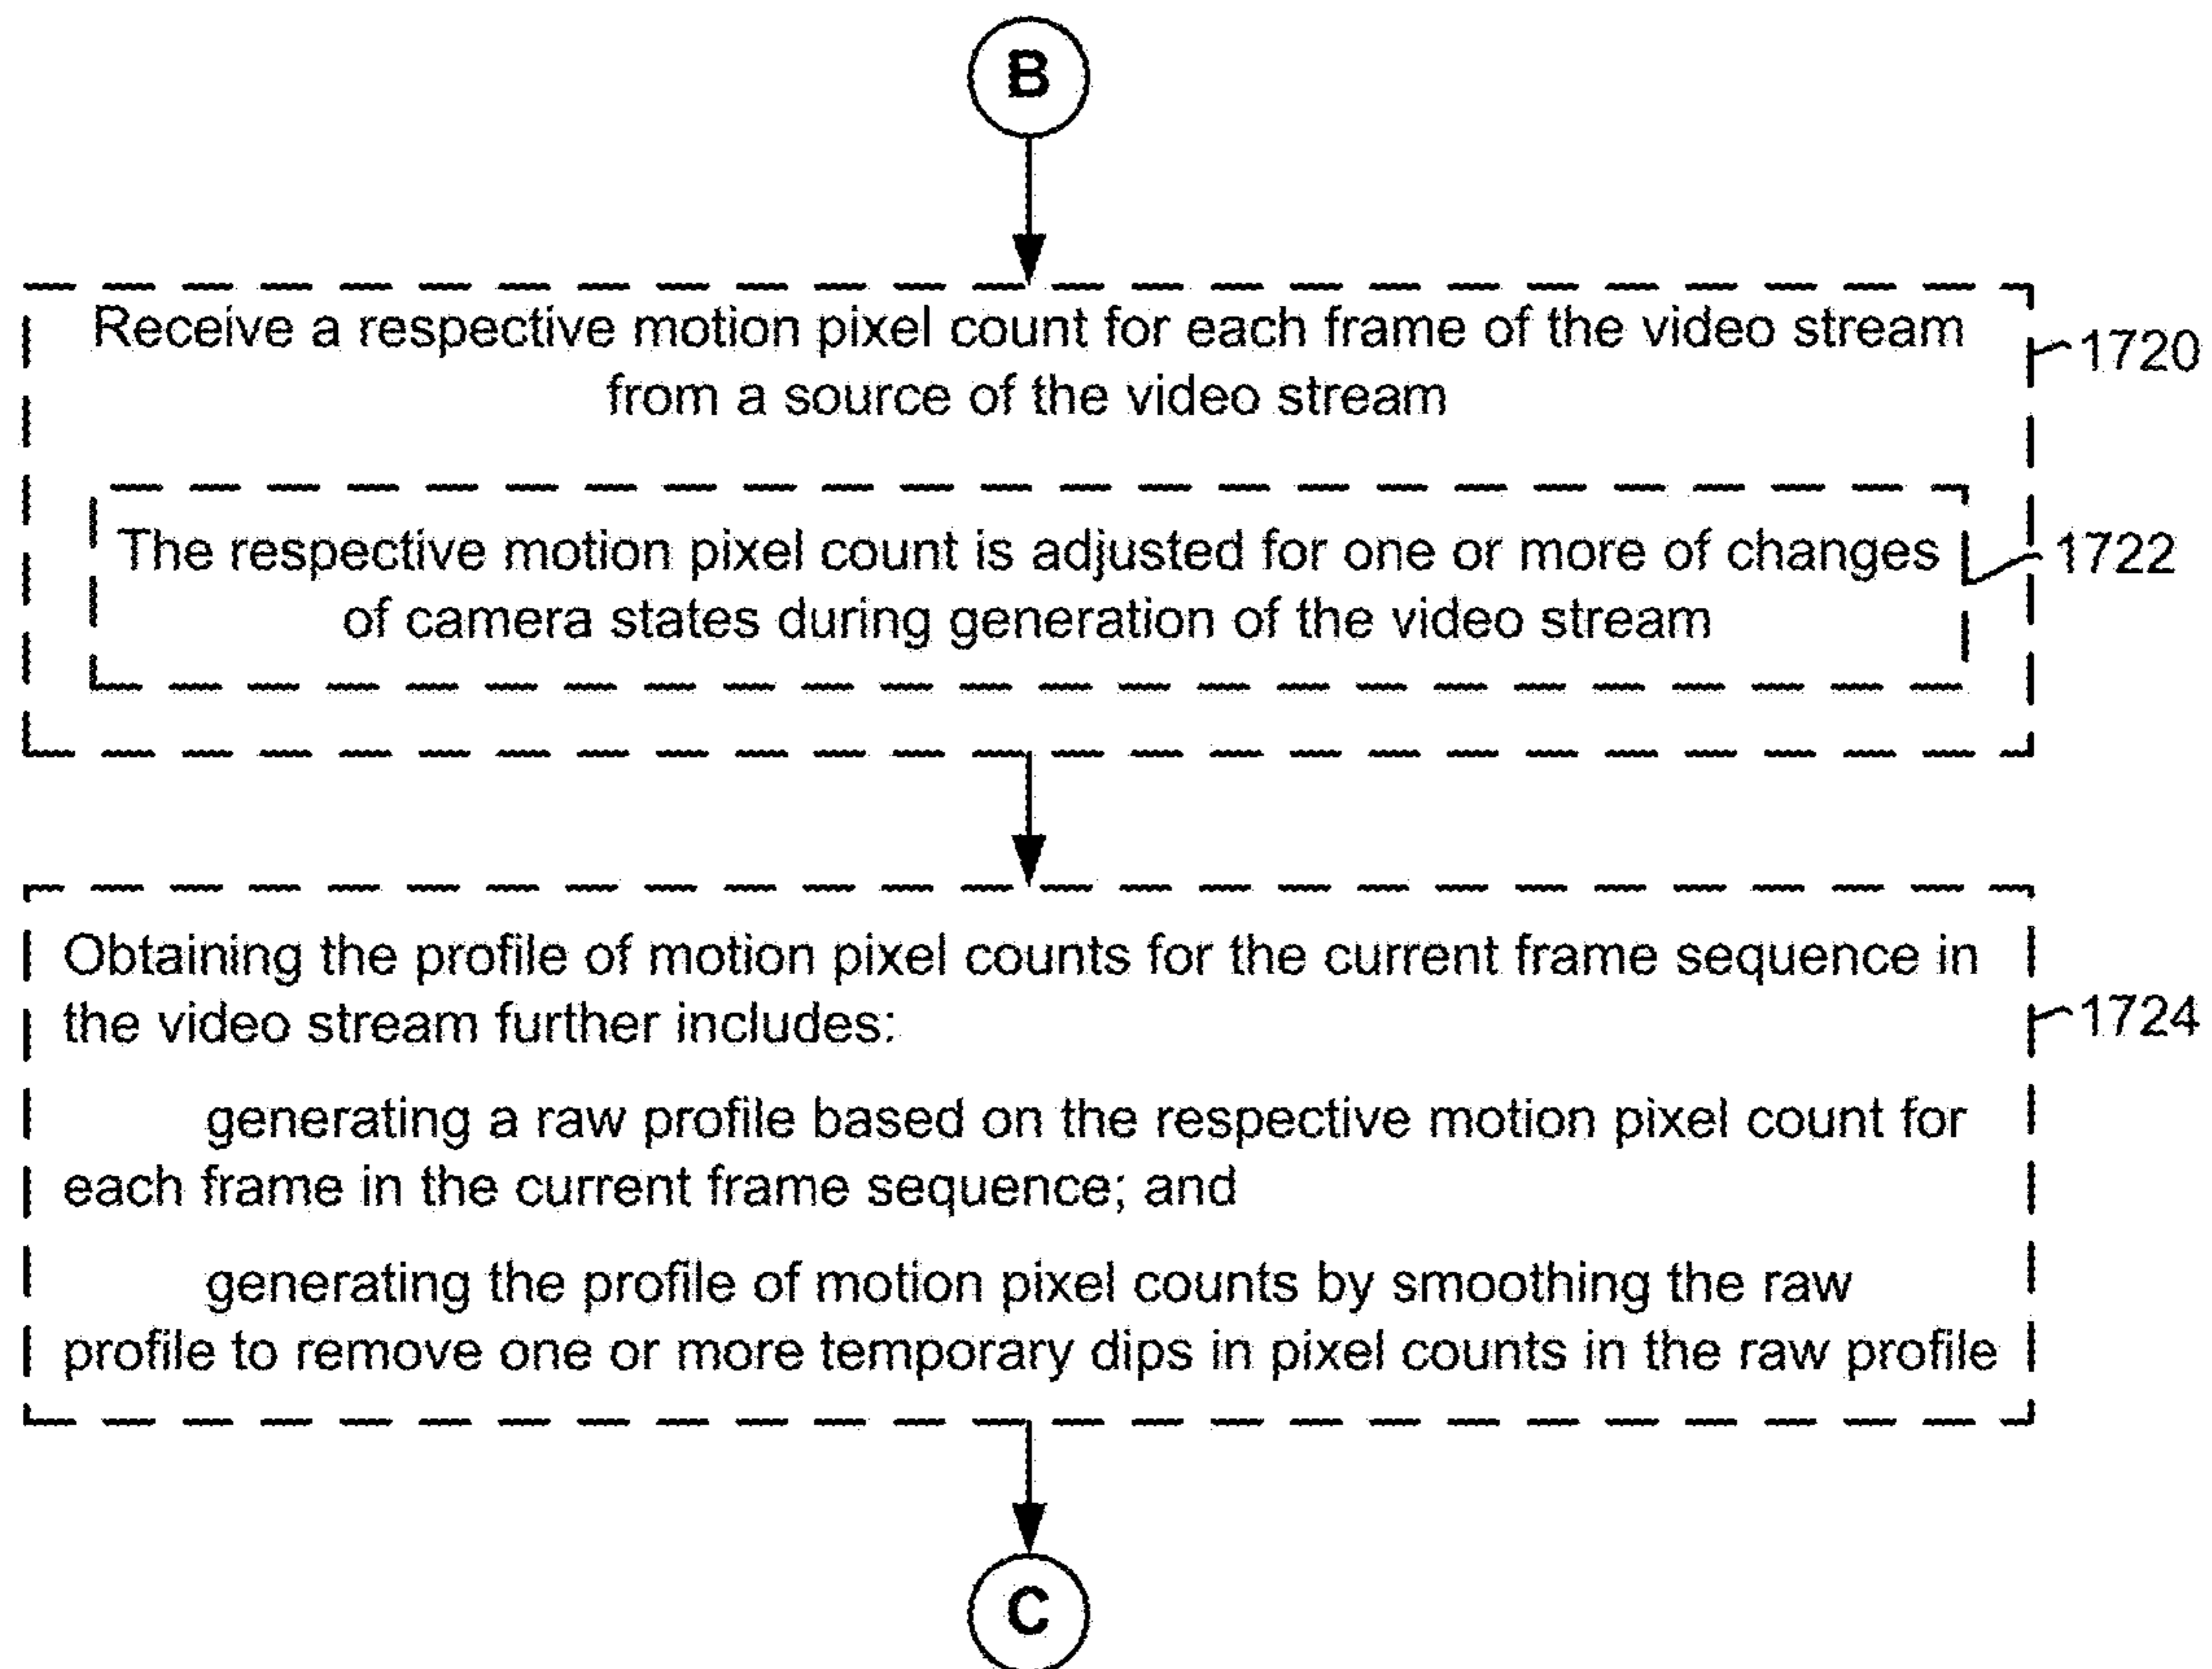 B
Receive a respective motion pixel count for each frame of the video stream
from a source of the video stream
1720
The respective motion pixel count is adjusted for one or more of changes
of camera states during generation of the video stream
1722
Obtaining the profile of motion pixel counts for the current frame sequence in
the video stream further includes:
1724
generating a raw profile based on the respective motion pixel count for
each frame in the current frame sequence; and
generating the profile of motion pixel counts by smoothing the raw
profile to remove one or more temporary dips in pixel counts in the raw profile
C